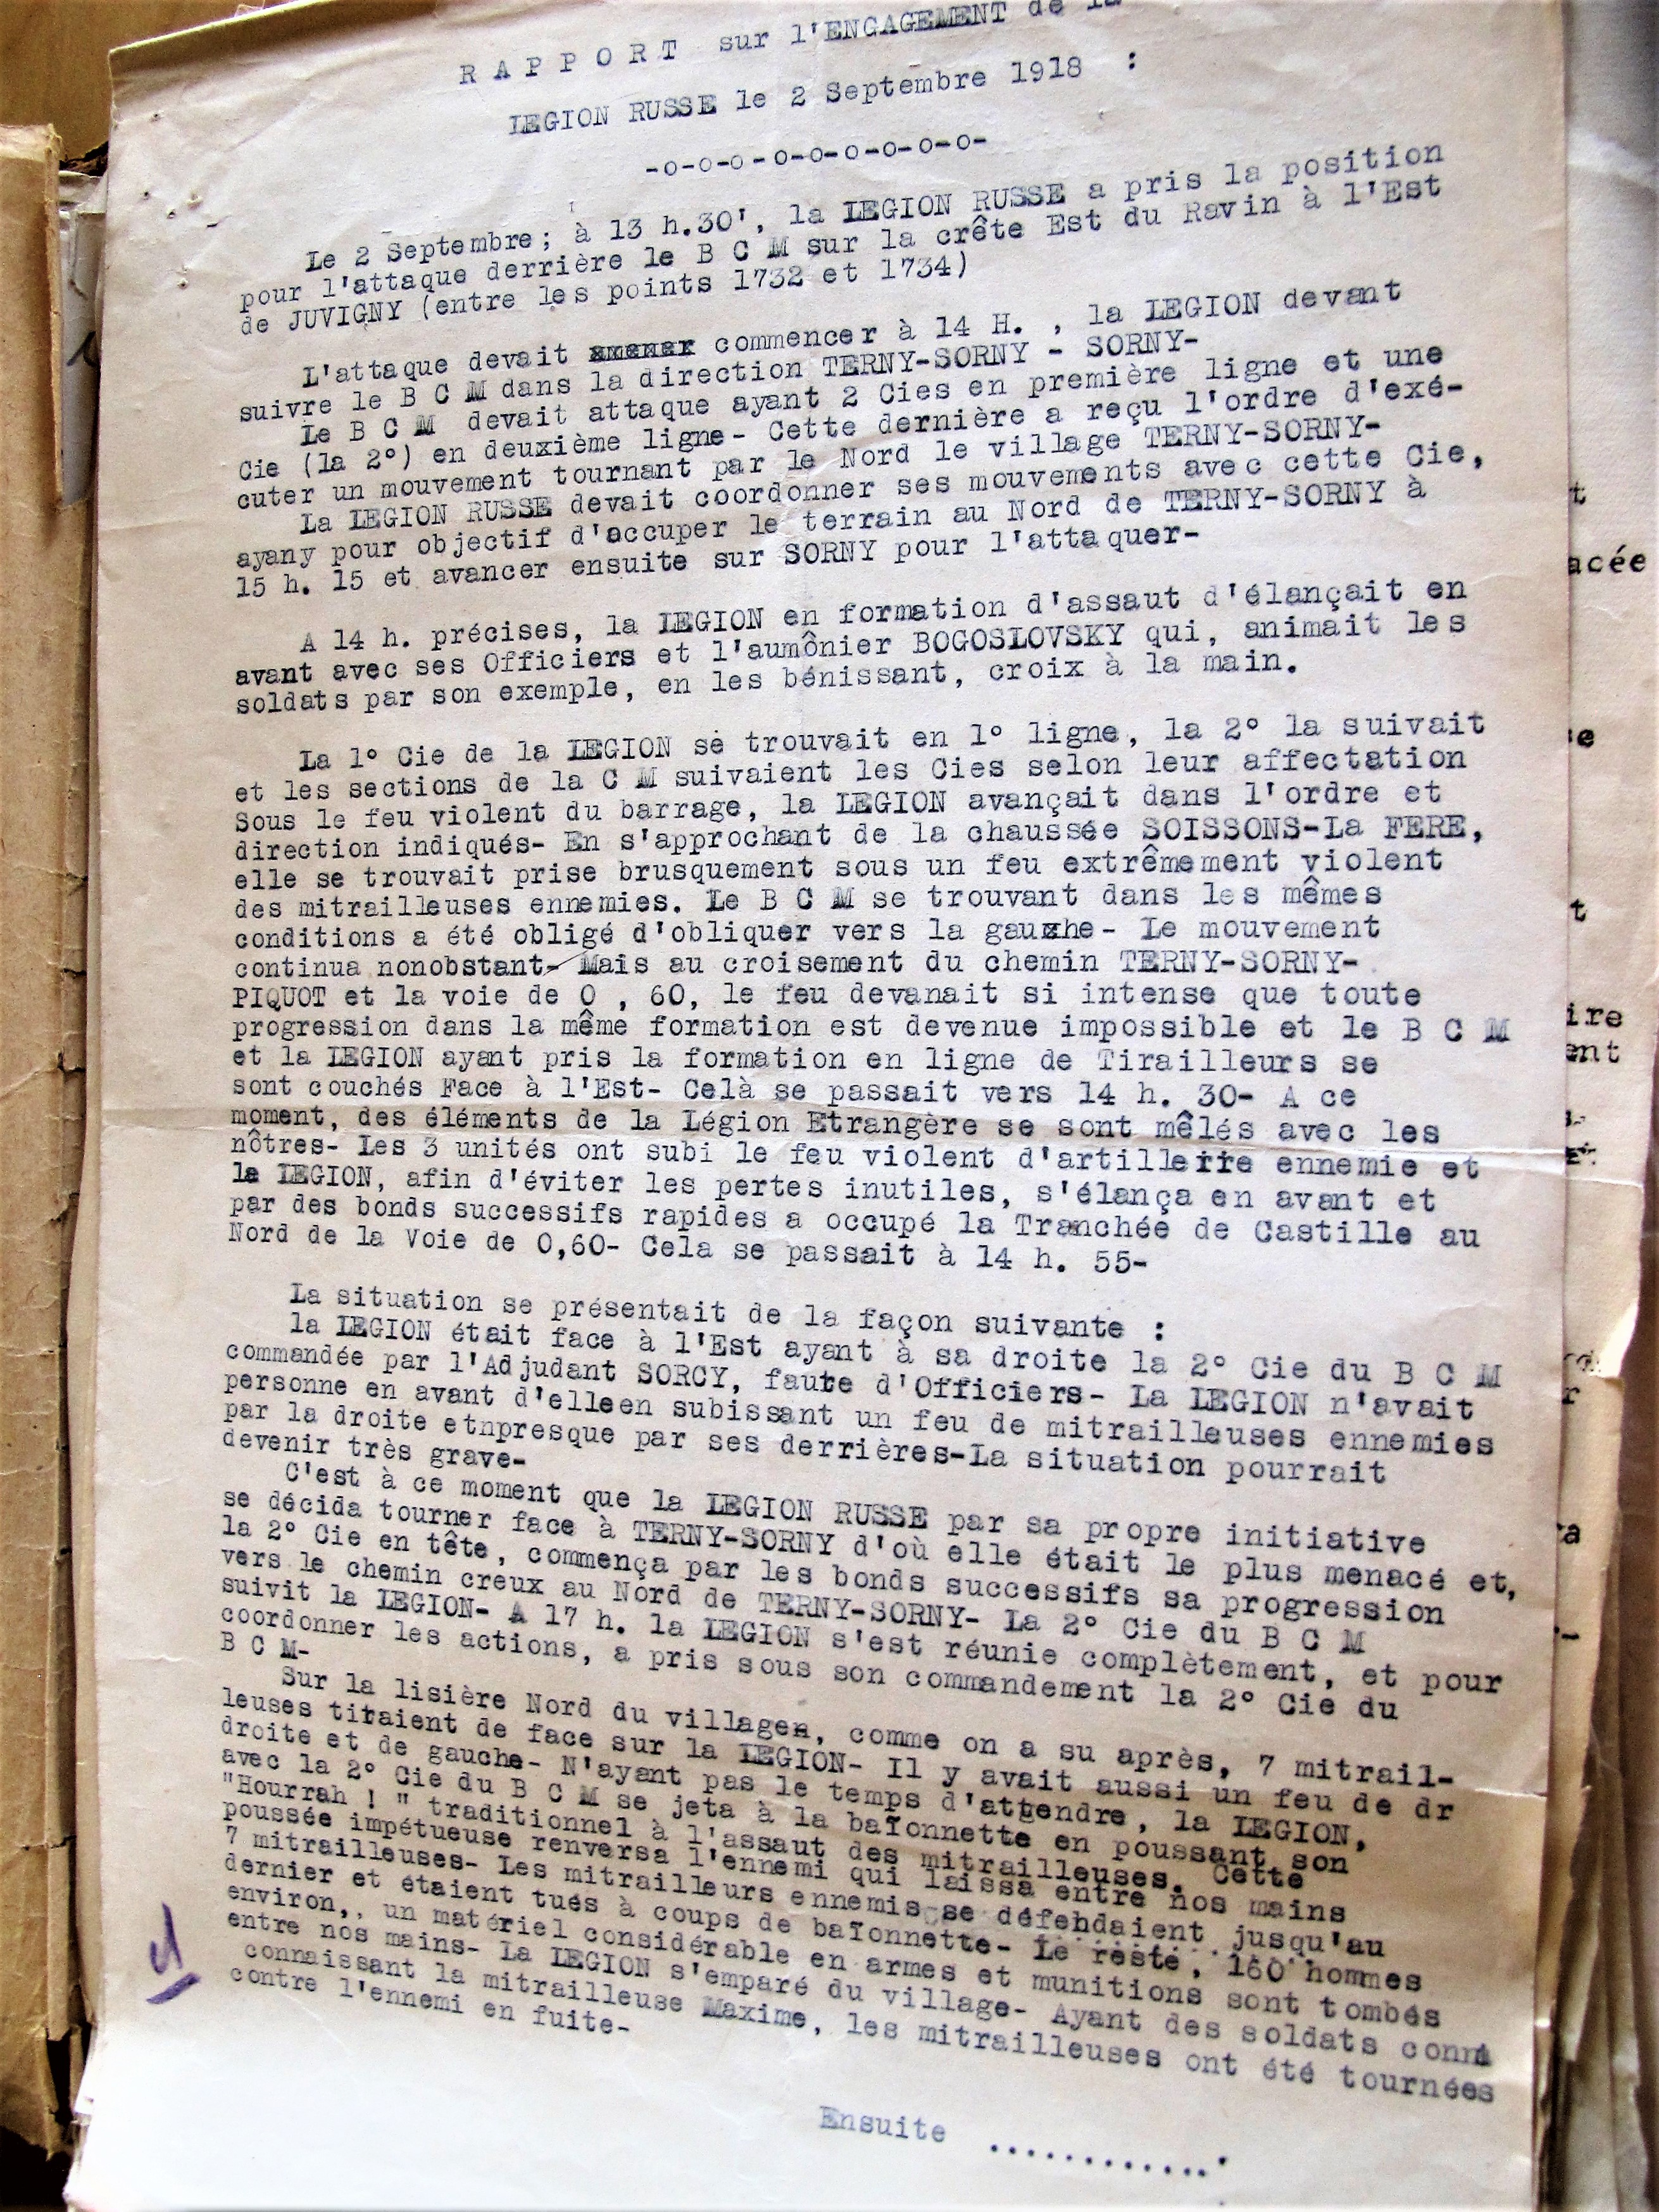 R A P P O R T sur l'ENGAGEMENT de la
LEGION RUSSE le 2 Septembre 1918 :
-o-o-o-o-o-o-o-o-o-
Le 2 Septembre; à 13 h.30', la LEGION RUSSE a pris la position
pour l'attaque derrière le B C M sur la crête Est du Ravin à l'Est
de JUVIGNY (entre les points 1732 et 1734)
L'attaque devait commencer à 14 H. , la LEGION devant
suivre le B C M dans la direction TERNY-SORNY - SORNY-
Le B C M devait attaque ayant 2 Cies en première ligne et une
Cie (la 2°) en deuxième ligne- Cette dernière a reçu l'ordre d'exé-
cuter un mouvement tournant par le Nord le village TERNY-SORNY-
La LEGION RUSSE devait coordonner ses mouvements avec cette Cie,
ayany pour objectif d'accuper le terrain au Nord de TERNY-SORNY à
15 h. 15 et avancer ensuite sur SORNY pour l'attaquer-
A 14 h. précises, la LEGION en formation d'assaut d'élançait en
avant avec ses Officiers et l'aumônier BOGOSLOVSKY qui, animait les
soldats par son exemple, en les bénissant, croix à la main.
La 1° Cie de la LEGION se trouvait en 1° ligne, la 2° la suivait
et les sections de la C M suivaient les Cies selon leur affectation
Sous le feu violent du barrage, la LEGION avançait dans l'ordre et
direction indiqués- En s'approchant de la chaussée SOISSONS-La FERE,
elle se trouvait prise brusquement sous un feu extrêmement violent
des mitrailleuses ennemies. Le B C M se trouvant dans les mêmes
conditions a été obligé d'obliquer vers la gauxhe- Le mouvement
continua nonobstant- Mais au croisement du chemin TERNY-SORNY-
PIQUOT et la voie de 0 , 60, le feu devanait si intense que toute
progression dans la même formation est devenue impossible et le B C M
et la LEGION ayant pris la formation en ligne de Tirailleurs se
sont couchés Face à l'Est- Celà se passait vers 14 h. 30- A ce
moment, des éléments de la Légion Etrangère se sont mêlés avec les
nôtres- Les 3 unités ont subi le feu violent d'artillerie ennemie et
la LEGION, afin d'éviter les pertes inutiles, s'élança en avant et
par des bonds successifs rapides a occupé la Tranchée de Castille au
Nord de la Voie de 0,60- Cela se passait à 14 h. 55-
La situation se présentait de la façon suivante :
la LEGION était face à l'Est ayant à sa droite la 2° Cie du B C M
commandée par l'Adjudant SORCY, faute d'Officiers- La LEGION n'avait
personne en avant d'elleen subissant un feu de mitrailleuses ennemies
par la droite etnpresque par ses derrières-La situation pourrait
devenir très grave-
C'est à ce moment que la LEGION RUSSE par sa propre initiative
se décida tourner face à TERNY-SORNY d'où elle était le plus menacé et,
la 2° Cie en tête, commença par les bonds successifs sa progression
vers le chemin creux au Nord de TERNY-SORNY- La 2° Cie du B C M
suivit la LEGION- A 17 h. la LEGION s'est réunie complètement, et pour
coordonner les actions, a pris sous son commandement la 2° Cie du
B C M-
Sur la lisière Nord du village, comme on a su après, 7 mitrail-
leuses tiraient de face sur la LEGION- Il y avait aussi un feu de dr
droite et de gauche- N'ayant pas le temps d'attendre, la LEGION,
avec la 2° Cie du B C M se jeta à la baïonnette en poussant son
"Hourrah ! " traditionnel à l'assaut des mitrailleuses. Cette
poussée impétueuse renversa l'ennemi qui laissa entre nos mains
7 mitrailleuses- Les mitrailleurs ennemis se défendaient jusqu'au
dernier et étaient tués à coups de baïonnette- Le reste, 160 hommes
environ,, un matériel considérable en armes et munitions sont tombés
entre nos mains- La LEGION s'emparé du village- Ayant des soldats conna
connaissant la mitrailleuse Maxime, les mitrailleuses ont été tournées
contre l'ennemi en fuite-
Ensuite .............